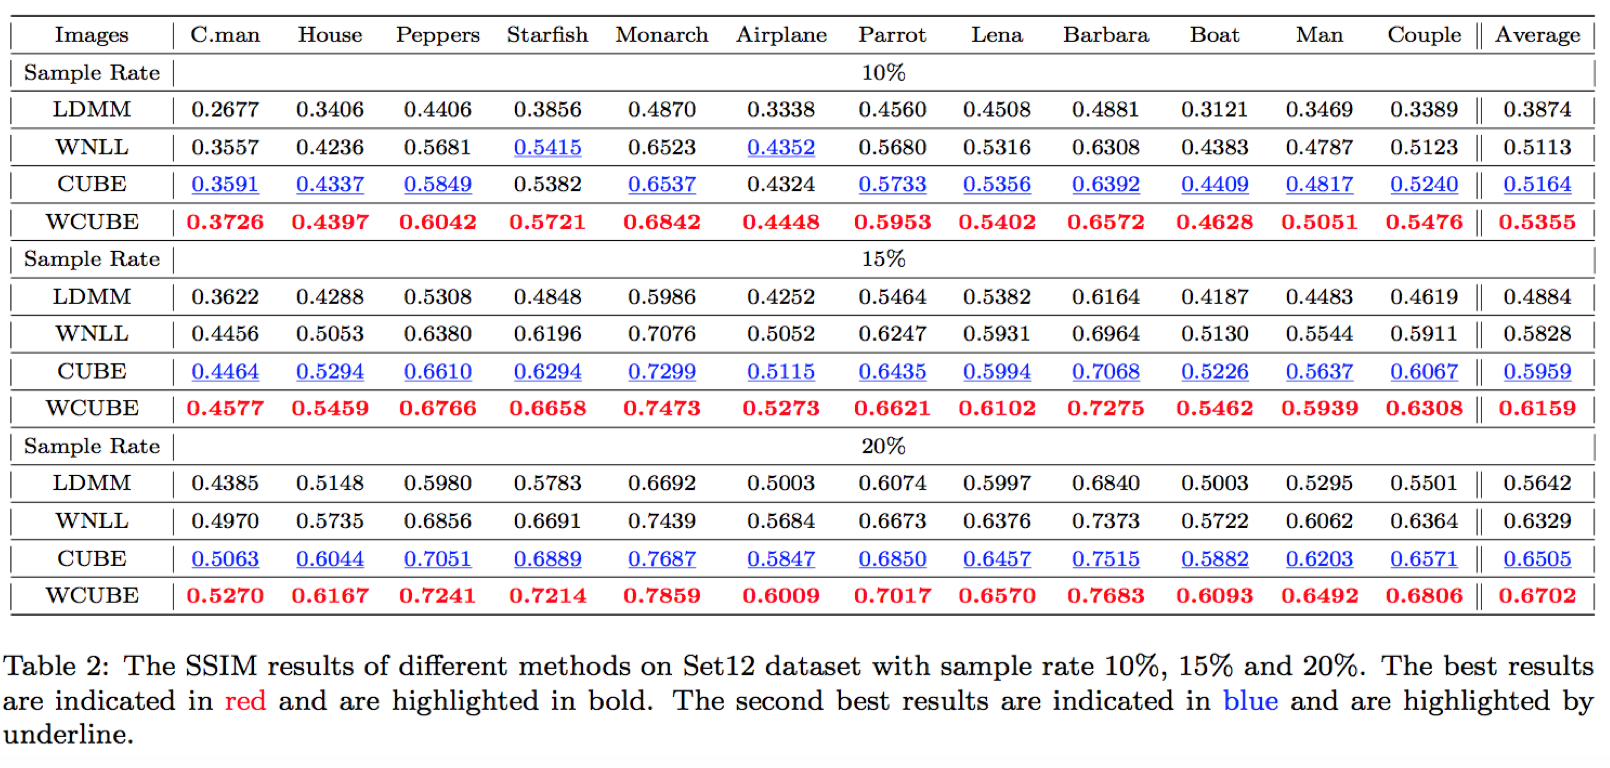 Images C.man House Peppers Starfish Monarch Airplane Parrot Lena Barbara Boat Man Couple Average
Sample Rate 10%
LDMM 0.2677 0.3406 0.4406 0.3856 0.4870 0.3338 0.4560 0.4508 0.4881 0.3121 0.3469 0.3389 0.3874
WNLL 0.3557 0.4236 0.5681 0.5415 0.6523 0.4352 0.5680 0.5316 0.6308 0.4383 0.4787 0.5123 0.5113
CUBE 0.3591 0.4337 0.5849 0.5382 0.6537 0.4324 0.5733 0.5356 0.6392 0.4409 0.4817 0.5240 0.5164
WCUBE 0.3726 0.4397 0.6042 0.5721 0.6842 0.4448 0.5953 0.5402 0.6572 0.4628 0.5051 0.5476 0.5355
Sample Rate 15%
LDMM 0.3622 0.4288 0.5308 0.4848 0.5986 0.4252 0.5464 0.5382 0.6164 0.4187 0.4483 0.4619 0.4884
WNLL 0.4456 0.5053 0.6380 0.6196 0.7076 0.5052 0.6247 0.5931 0.6964 0.5130 0.5544 0.5911 0.5828
CUBE 0.4464 0.5294 0.6610 0.6294 0.7299 0.5115 0.6435 0.5994 0.7068 0.5226 0.5637 0.6067 0.5959
WCUBE 0.4577 0.5459 0.6766 0.6658 0.7473 0.5273 0.6621 0.6102 0.7275 0.5462 0.5939 0.6308 0.6159
Sample Rate 20%
LDMM 0.4385 0.5148 0.5980 0.5783 0.6692 0.5003 0.6074 0.5997 0.6840 0.5003 0.5295 0.5501 0.5642
WNLL 0.4970 0.5735 0.6856 0.6691 0.7439 0.5684 0.6673 0.6376 0.7373 0.5722 0.6062 0.6364 0.6329
CUBE 0.5063 0.6044 0.7051 0.6889 0.7687 0.5847 0.6850 0.6457 0.7515 0.5882 0.6203 0.6571 0.6505
WCUBE 0.5270 0.6167 0.7241 0.7214 0.7859 0.6009 0.7017 0.6570 0.7683 0.6093 0.6492 0.6806 0.6702
Table 2: The SSIM results of different methods on Set12 dataset with sample rate 10%, 15% and 20%. The best results
are indicated in red and are highlighted in bold. The second best results are indicated in blue and are highlighted by
underline.